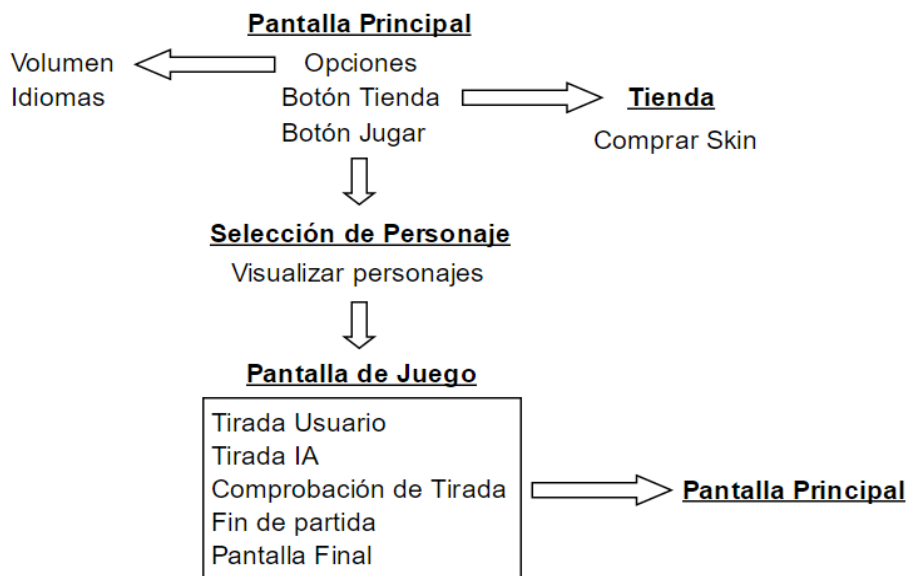 Pantalla Principal
Volumen
Idiomas
Opciones
Botón Tienda
Botón Jugar
Tienda
Comprar Skin
Selección de Personaje
Visualizar personajes
Pantalla de Juego
Tirada Usuario
Tirada IA
Comprobación de Tirada
Fin de partida
Pantalla Final
Pantalla Principal